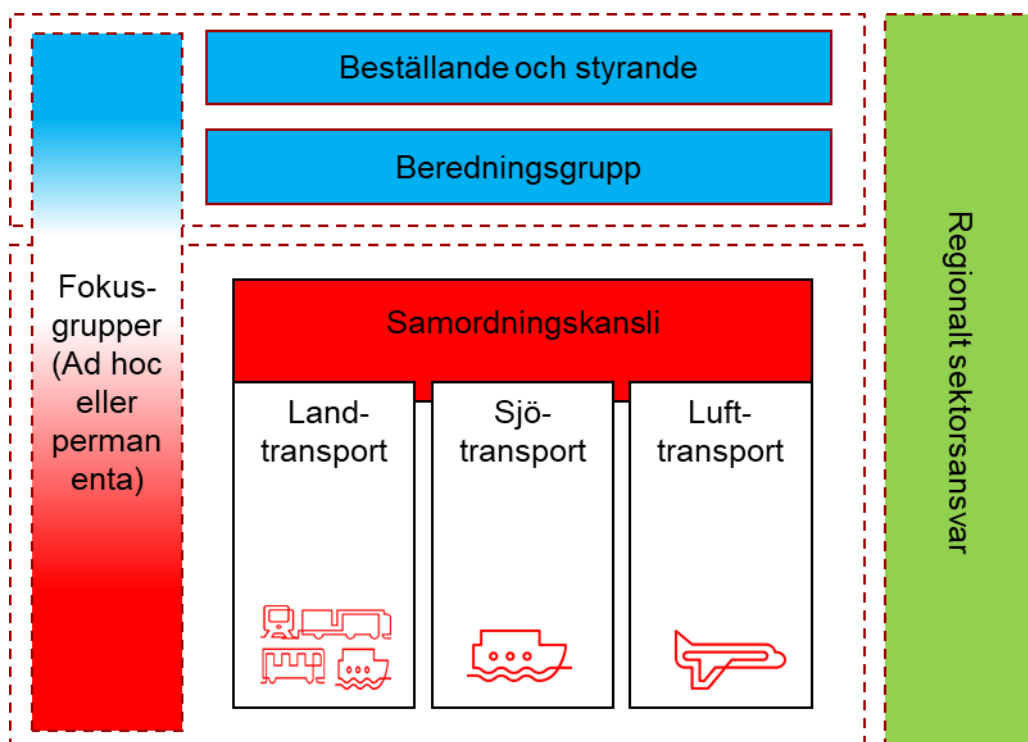 Beställande och styrande
Beredningsgrupp
Fokus-
grupper
(Ad hoc
eller
perman
enta)
Samordningskansli
Land-
transport
Sjö-
transport
Luft-
transport
Regionalt sektorsansvar